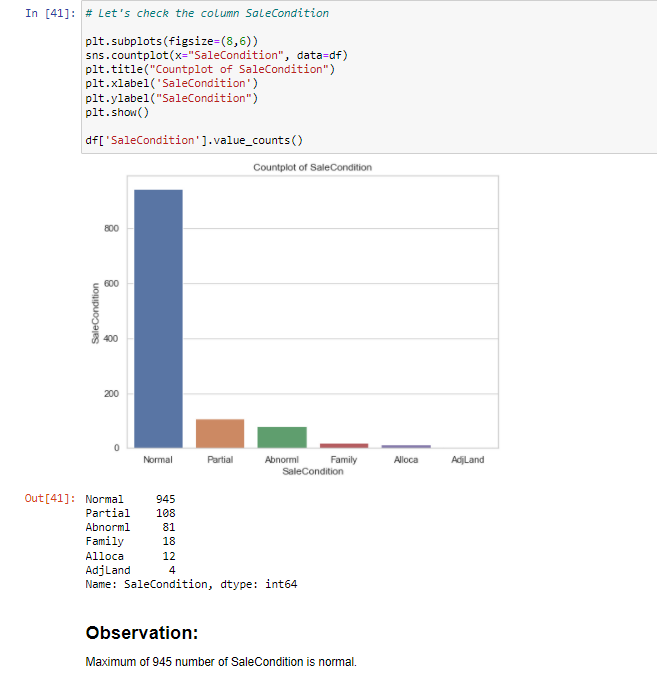 In [41]: # Let's check the column SaleCondition
plt.subplots(figsize=(8,6))
sns.countplot(x="SaleCondition", data=df)
plt.title("Countplot of SaleCondition")
plt.xlabel('SaleCondition')
plt.ylabel("SaleCondition")
plt.show()
df['SaleCondition'].value_counts()
Countplot of SaleCondition
SaleCondition
800
600
400
200
0
Normal Partial Abnorml Family Alloca AdjLand
SaleCondition
Out[41]: Normal 945
Partial 108
Abnorml 81
Family 18
Alloca 12
AdjLand 4
Name: SaleCondition, dtype: int64
Observation:
Maximum of 945 number of SaleCondition is normal.